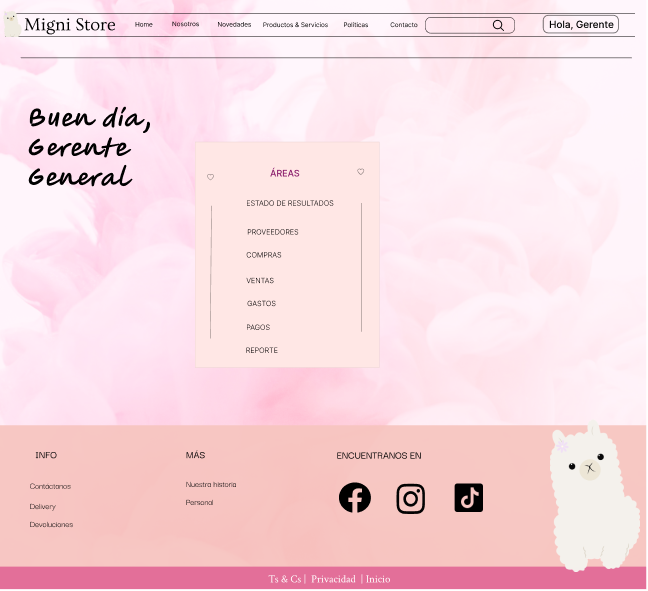 Migni Store
Home
Nosotros
Novedades
Productos & Servicios
Políticas
Contacto
Hola, Gerente
Buen día,
Gerente
General
ÁREAS
ESTADO DE RESULTADOS
PROVEEDORES
COMPRAS
VENTAS
GASTOS
PAGOS
REPORTE
INFO
Contáctanos
Delivery
Devoluciones
MÁS
Nuestra historia
Personal
ENCUENTRANOS EN
Ts & Cs | Privacidad | Inicio